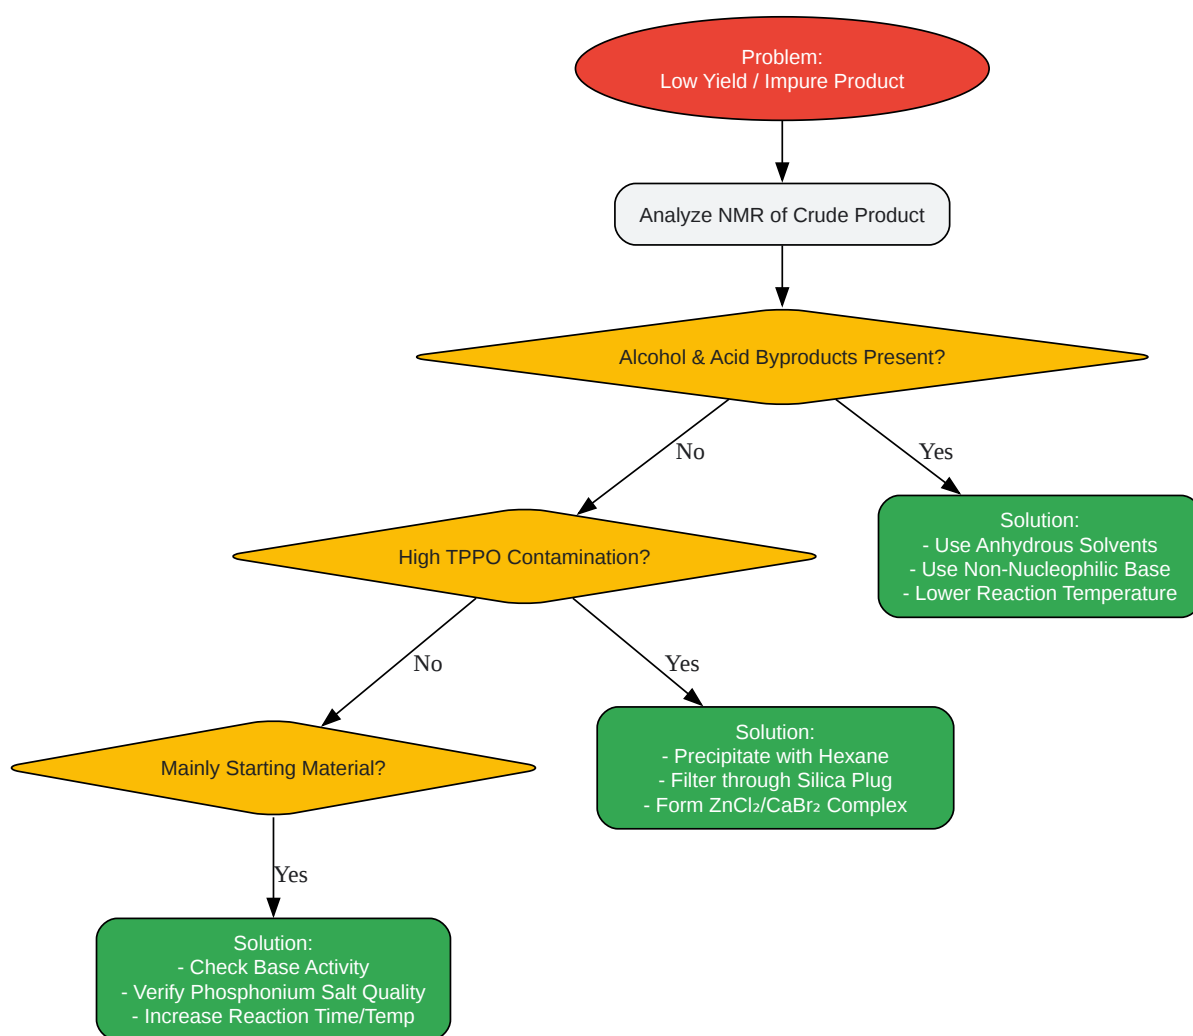 Problem:
Low Yield / Impure Product
Analyze NMR of Crude Product
Alcohol & Acid Byproducts Present?
No
Yes
Solution:
- Use Anhydrous Solvents
- Use Non-Nucleophilic Base
- Lower Reaction Temperature
High TPPO Contamination?
No
Yes
Solution:
- Precipitate with Hexane
- Filter through Silica Plug
- Form ZnCl₂/CaBr₂ Complex
Mainly Starting Material?
Yes
Solution:
- Check Base Activity
- Verify Phosphonium Salt Quality
- Increase Reaction Time/Temp